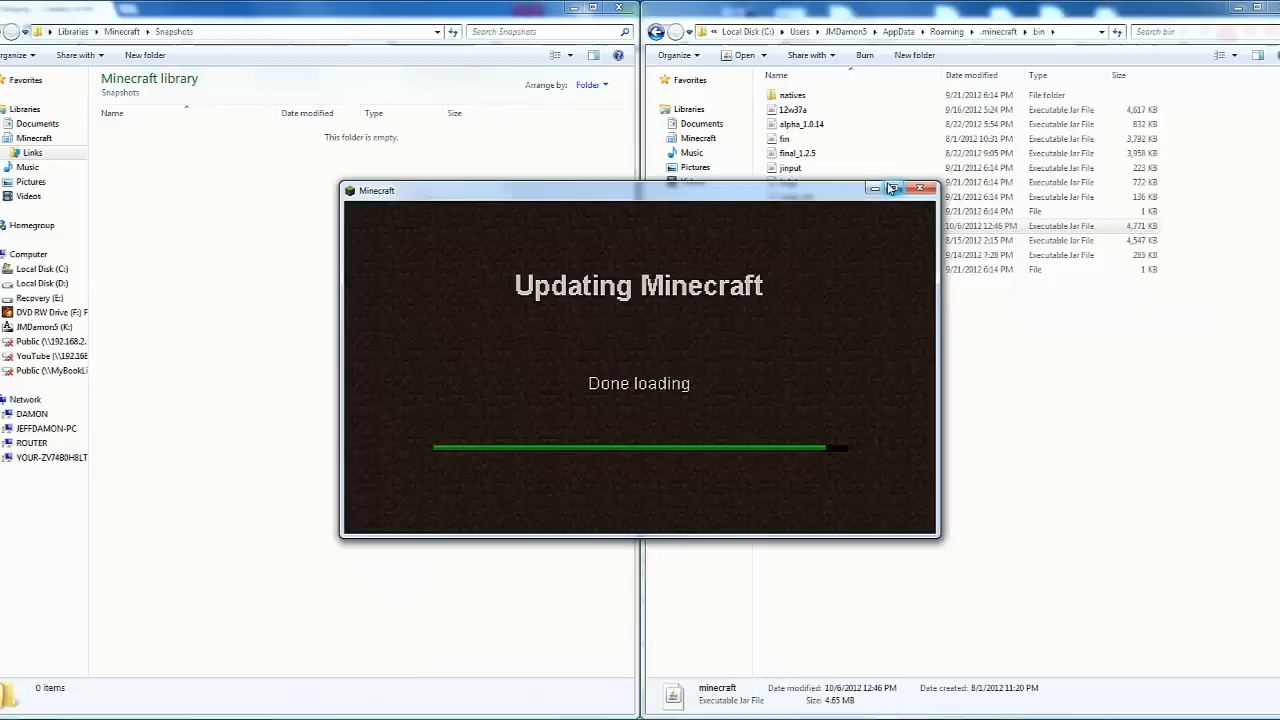 Libraries ▸ Minecraft ▸ Snapshots
Search Snapshots
Organize Share with New folder
Minecraft library
Snapshots
Arrange by: Folder
Name Date modified Type Size
This folder is empty.
Favorites
Libraries
Documents
Minecraft
Links
Music
Pictures
Videos
Homegroup
Computer
Local Disk (C:)
Local Disk (D:)
Recovery (E:)
DVD RW Drive (F:) F
JMDamon5 (K:)
Public (\\192.168.2.
YouTube (\\192.168
Public (\\MyBookLi
Network
DAMON
JEFFDAMON-PC
ROUTER
YOUR-ZV74B0H8LT
0 items
« Local Disk (C:) ▸ Users ▸ JMDamon5 ▸ AppData ▸ Roaming ▸ .minecraft ▸ bin ▸
Search bin
Organize Open Share with Burn New folder
Favorites
Libraries
Documents
Minecraft
Music
Pictures
Name Date modified Type Size
natives 9/21/2012 6:14 PM File folder
12w37a 9/16/2012 5:24 PM Executable Jar File 4,617 KB
alpha_1.0.14 8/22/2012 5:54 PM Executable Jar File 832 KB
fin 8/1/2012 10:31 PM Executable Jar File 3,792 KB
final_1.2.5 8/22/2012 9:05 PM Executable Jar File 3,958 KB
jinput 9/21/2012 6:14 PM Executable Jar File 223 KB
9/21/2012 6:14 PM Executable Jar File 722 KB
9/21/2012 6:14 PM Executable Jar File 136 KB
9/21/2012 6:14 PM File 1 KB
10/6/2012 12:46 PM Executable Jar File 4,771 KB
8/15/2012 2:15 PM Executable Jar File 4,547 KB
9/14/2012 7:28 PM Executable Jar File 285 KB
9/21/2012 6:14 PM File 1 KB
minecraft Date modified: 10/6/2012 12:46 PM Date created: 8/1/2012 11:20 PM
Executable Jar File Size: 4.65 MB
Minecraft
Updating Minecraft
Done loading